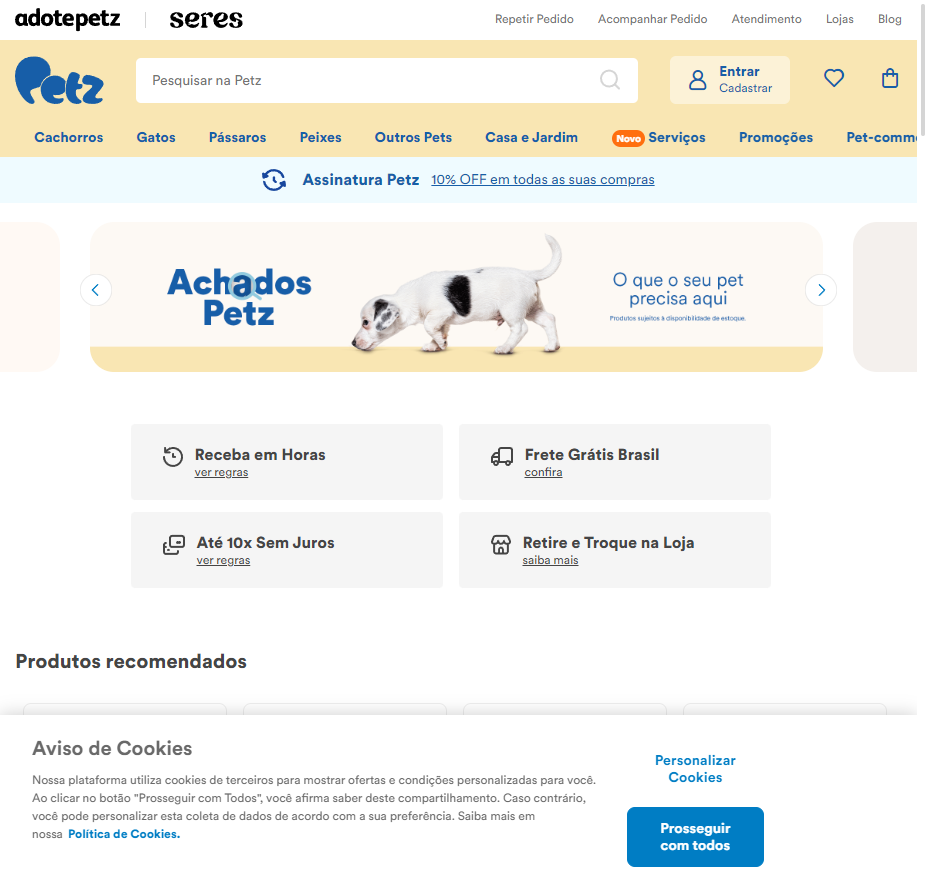 adotepetz
seres
Repetir Pedido
Acompanhar Pedido
Atendimento
Lojas
Blog
Petz
Pesquisar na Petz
Entrar
Cadastrar
Cachorros
Gatos
Pássaros
Peixes
Outros Pets
Casa e Jardim
Novo Serviços
Promoções
Pet-comm
Assinatura Petz 10% OFF em todas as suas compras
Achados
Petz
O que o seu pet
precisa aqui
Produtos sujeitos à disponibilidade de estoque.
Receba em Horas
ver regras
Frete Grátis Brasil
confira
Até 10x Sem Juros
ver regras
Retire e Troque na Loja
saiba mais
Produtos recomendados
Aviso de Cookies
Nossa plataforma utiliza cookies de terceiros para mostrar ofertas e condições personalizadas para você.
Ao clicar no botão "Prosseguir com Todos", você afirma saber deste compartilhamento. Caso contrário,
você pode personalizar esta coleta de dados de acordo com a sua preferência. Saiba mais em
nossa Política de Cookies.
Personalizar
Cookies
Prosseguir
com todos